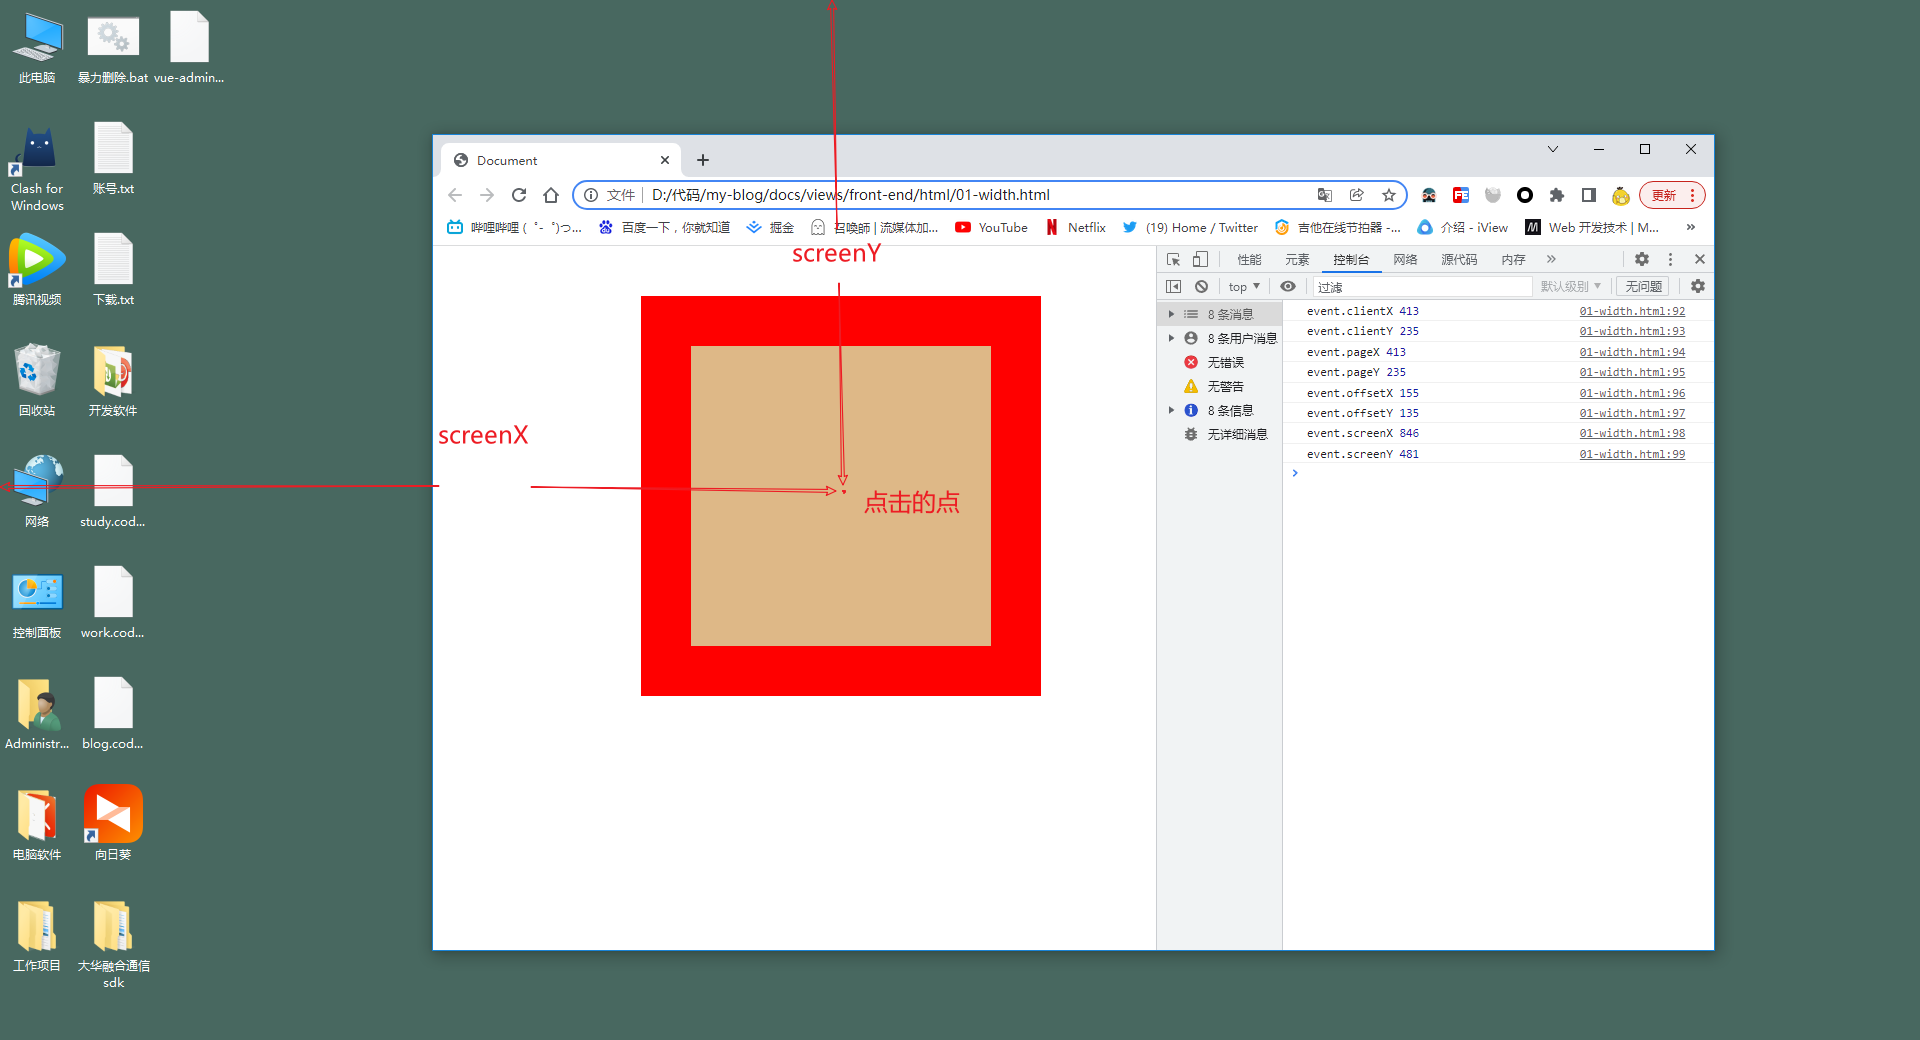 此电脑
暴力删除.bat
vue-admin...
Clash for
Windows
账号.txt
腾讯视频
下载.txt
回收站
开发软件
网络
study.cod...
控制面板
work.cod...
Administr...
blog.cod...
电脑软件
向日葵
工作项目
大华融合通信
sdk
Document
文件 D:/代码/my-blog/docs/views/front-end/html/01-width.html
更新
哔哩哔哩 ( ゜- ゜)つ... 百度一下，你就知道 掘金 召唤師 | 流媒体加... YouTube Netflix (19) Home / Twitter 吉他在线节拍器 -... 介绍 - iView Web 开发技术 | M... »
screenY
screenX
点击的点
性能 元素 控制台 网络 源代码 内存 »
top ▼ 过滤 默认级别 ▼ 无问题
8 条消息
8 条用户消息
无错误
无警告
8 条信息
无详细消息
event.clientX 413 01-width.html:92
event.clientY 235 01-width.html:93
event.pageX 413 01-width.html:94
event.pageY 235 01-width.html:95
event.offsetX 155 01-width.html:96
event.offsetY 135 01-width.html:97
event.screenX 846 01-width.html:98
event.screenY 481 01-width.html:99